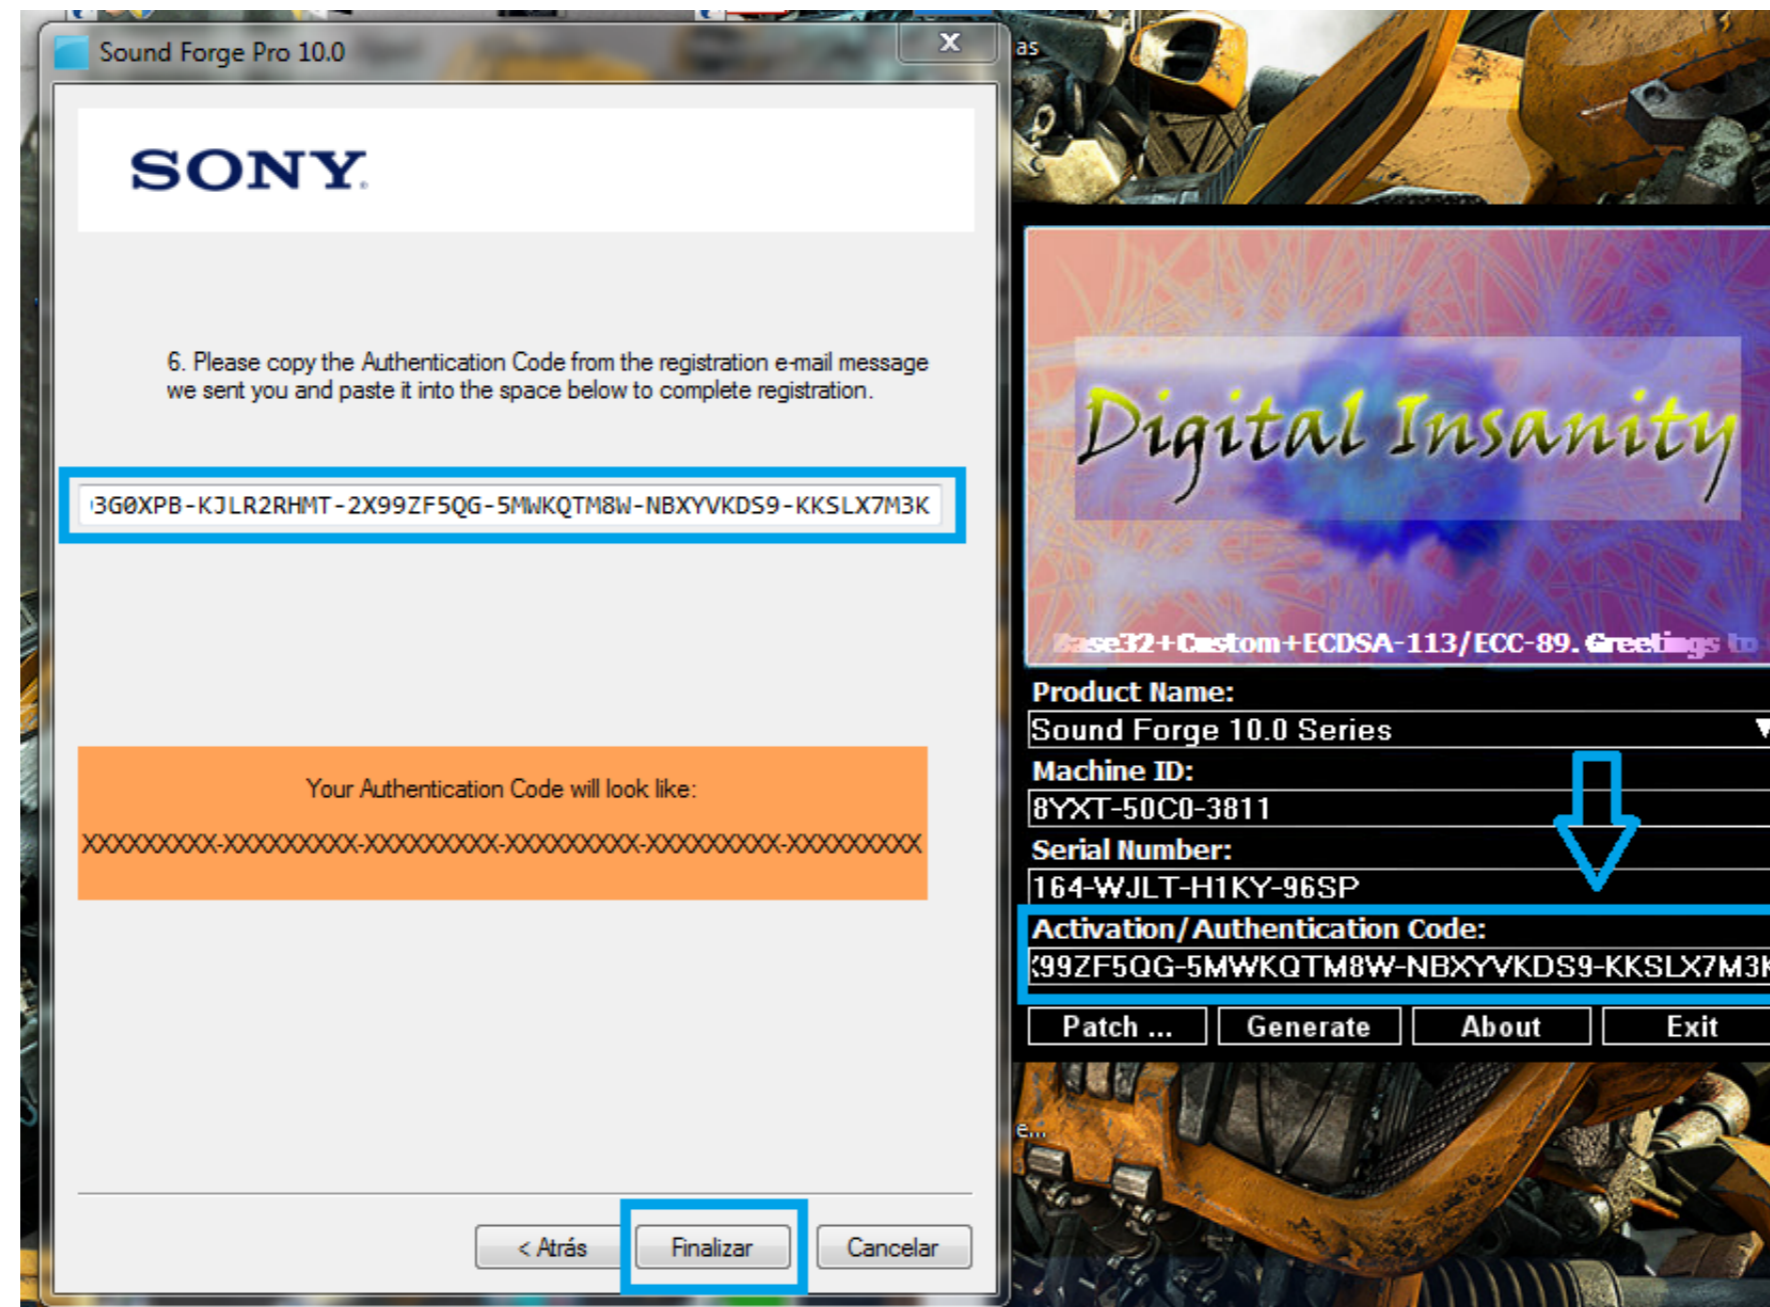 as
Sound Forge Pro 10.0
SONY
6. Please copy the Authentication Code from the registration e-mail message
we sent you and paste it into the space below to complete registration.
3G0XPB-KJLR2RHMT-2X99ZF5QG-5MWKQTM8W-NBXYVKDS9-KKSLX7M3K
Your Authentication Code will look like:
XXXXXXXXX-XXXXXXXXX-XXXXXXXXX-XXXXXXXXX-XXXXXXXXX-XXXXXXXXX
< Atrás
Finalizar
Cancelar
Digital Insanity
Base32+Custom+ECDSA-113/ECC-89. Greetings to
Product Name:
Sound Forge 10.0 Series
Machine ID:
8YXT-50C0-3811
Serial Number:
164-WJLT-H1KY-96SP
Activation/Authentication Code:
99ZF5QG-5MWKQTM8W-NBXYVKDS9-KKSLX7M3K
Patch ...
Generate
About
Exit
e...